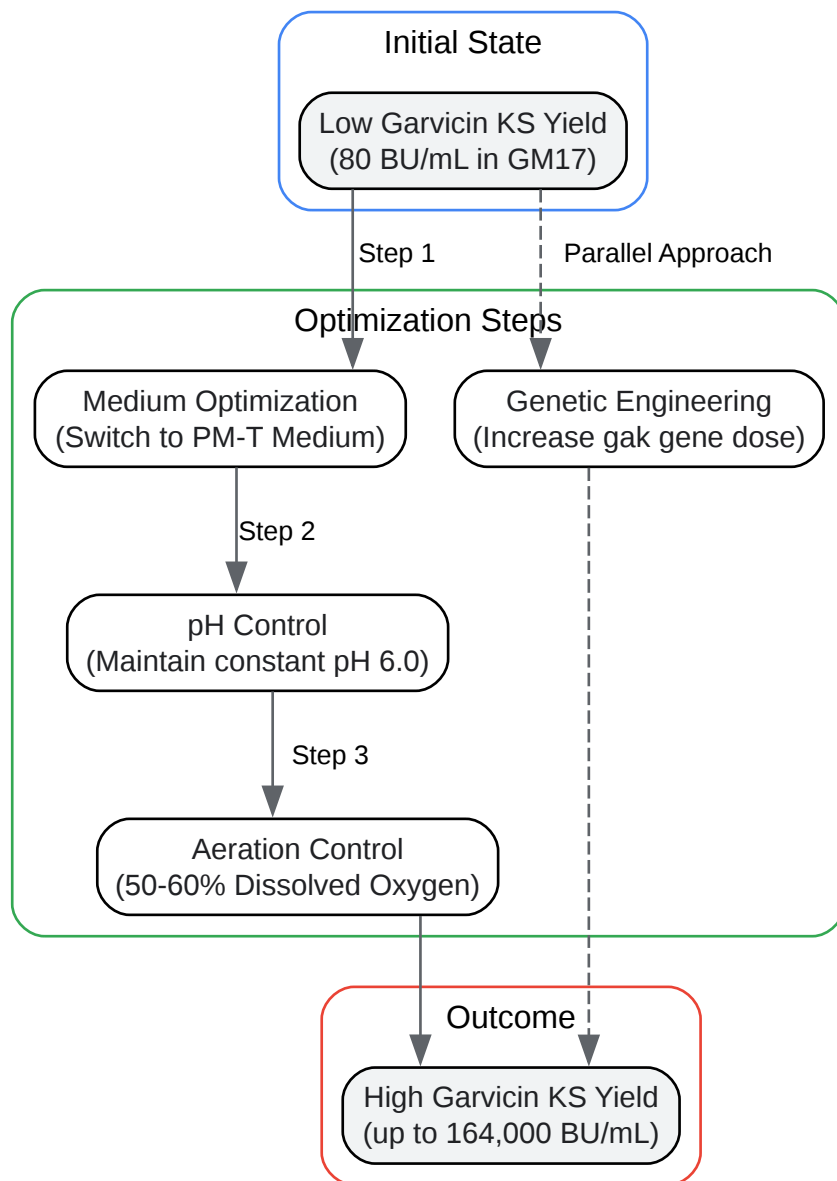 Initial State
Low Garvicin KS Yield
(80 BU/mL in GM17)
Step 1
Parallel Approach
Optimization Steps
Medium Optimization
(Switch to PM-T Medium)
Genetic Engineering
(Increase gak gene dose)
Step 2
pH Control
(Maintain constant pH 6.0)
Step 3
Aeration Control
(50-60% Dissolved Oxygen)
Outcome
High Garvicin KS Yield
(up to 164,000 BU/mL)